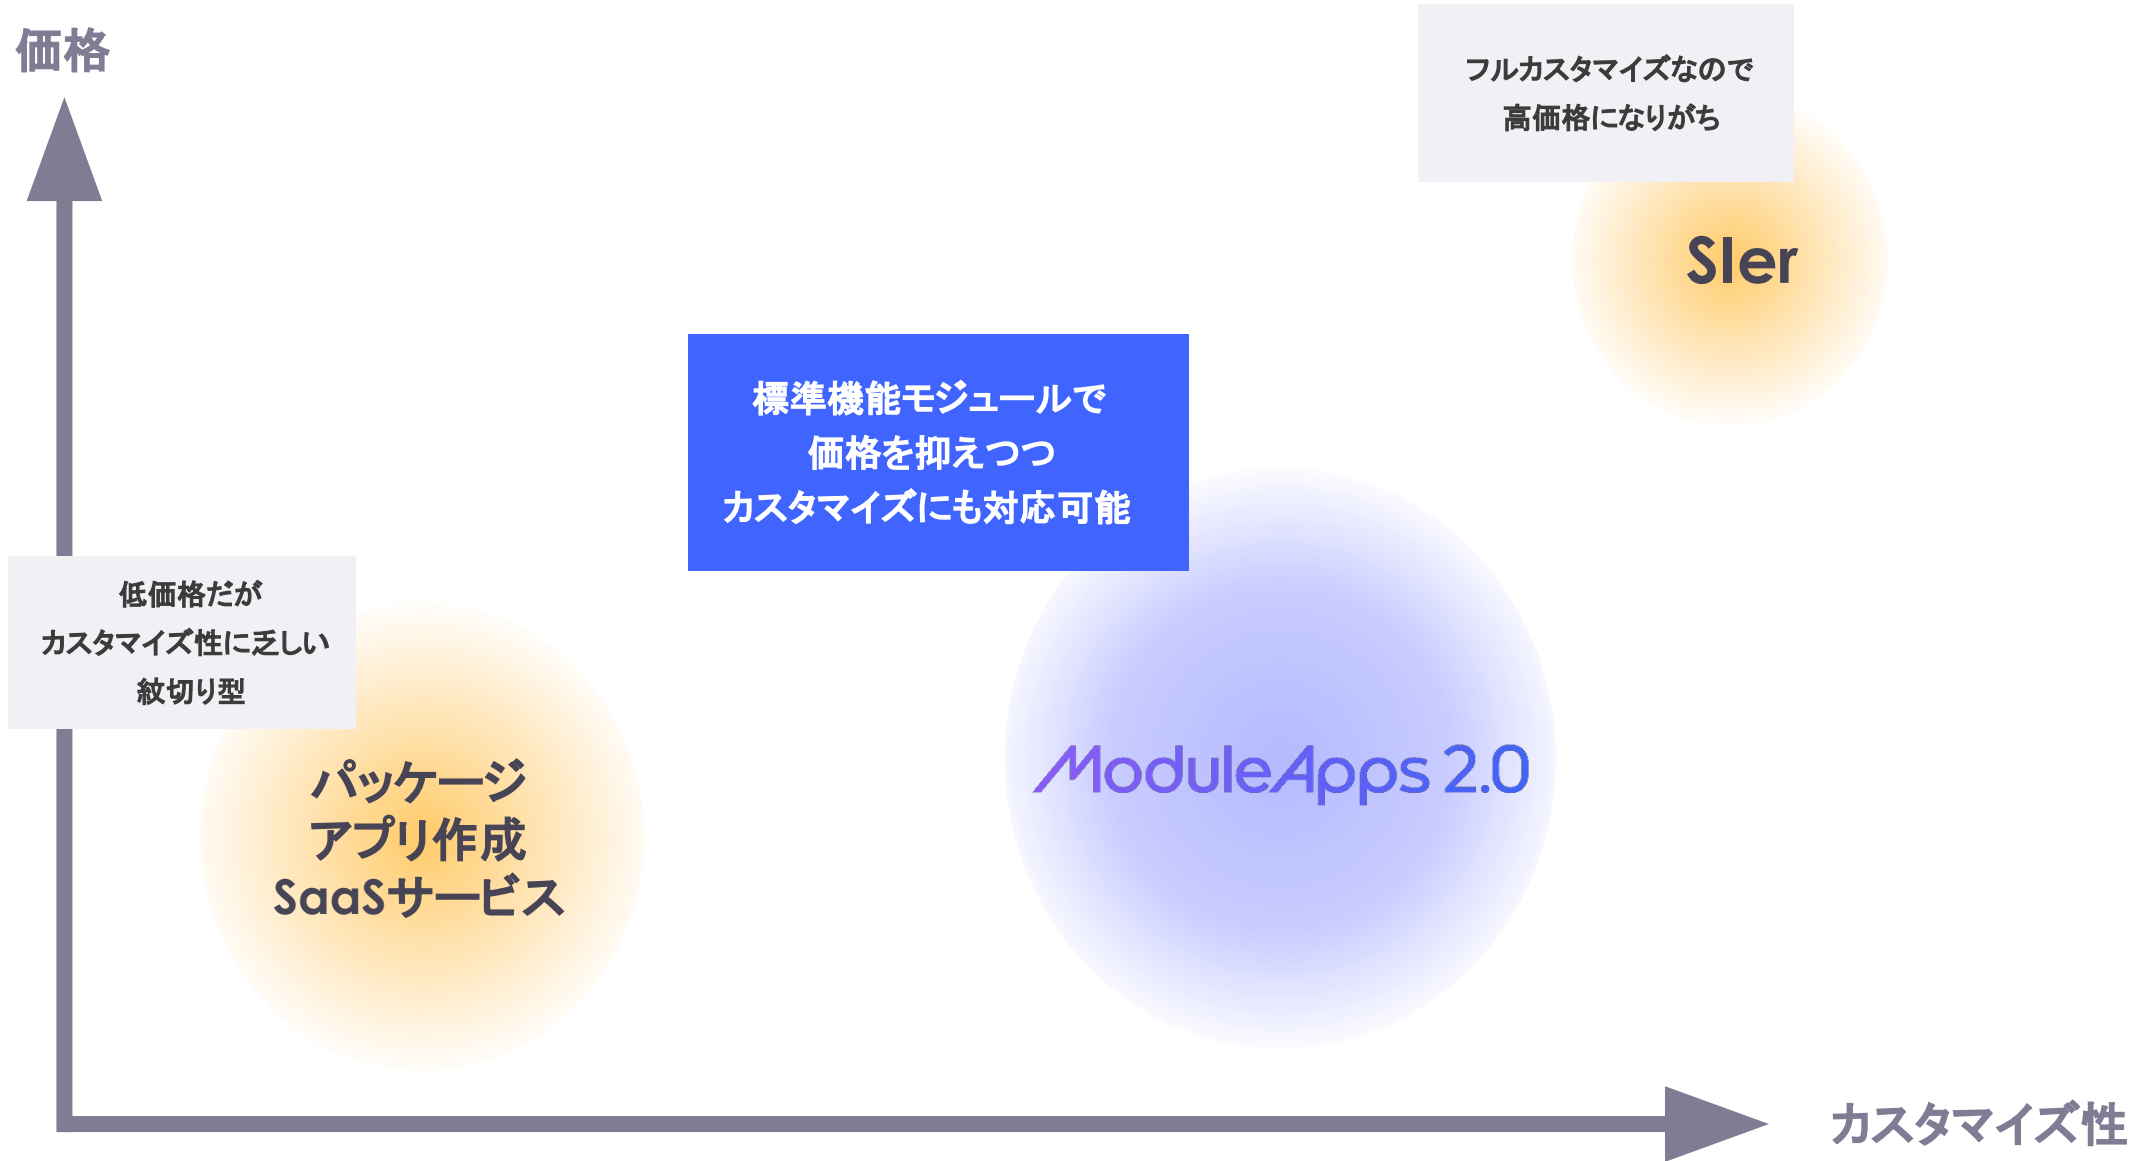 価格
フルカスタマイズなので
高価格になりがち
SIer
標準機能モジュールで
価格を抑えつつ
カスタマイズにも対応可能
低価格だが
カスタマイズ性に乏しい
紋切り型
パッケージ
アプリ作成
SaaSサービス
ModuleApps 2.0
カスタマイズ性